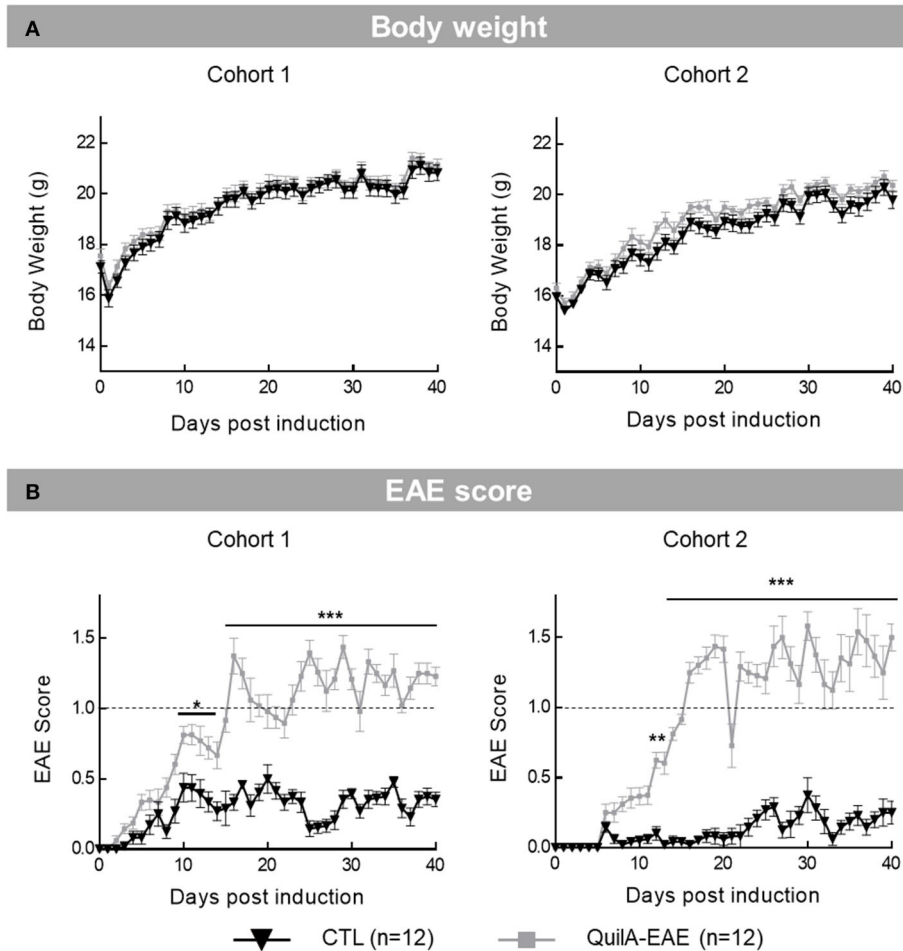 A Body weight
Cohort 1 Cohort 2
22 22
20 20
18 18
16 16
14 14
Body Weight (g) Body Weight (g)
0 10 20 30 40 0 10 20 30 40
Days post induction Days post induction
B EAE score
Cohort 1 Cohort 2
*** ***
1.5 1.5
* **
1.0 1.0
0.5 0.5
0.0 0.0
EAE Score EAE Score
0 10 20 30 40 0 10 20 30 40
Days post induction Days post induction
CTL (n=12) QuilA-EAE (n=12)